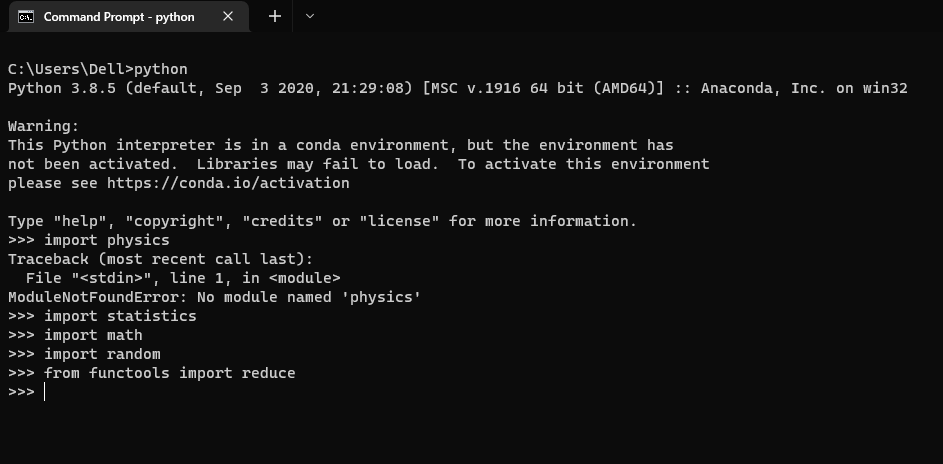 Command Prompt - python
C:\Users\Dell>python
Python 3.8.5 (default, Sep  3 2020, 21:29:08) [MSC v.1916 64 bit (AMD64)] :: Anaconda, Inc. on win32
Warning:
This Python interpreter is in a conda environment, but the environment has
not been activated.  Libraries may fail to load.  To activate this environment
please see https://conda.io/activation
Type "help", "copyright", "credits" or "license" for more information.
>>> import physics
Traceback (most recent call last):
  File "<stdin>", line 1, in <module>
ModuleNotFoundError: No module named 'physics'
>>> import statistics
>>> import math
>>> import random
>>> from functools import reduce
>>>